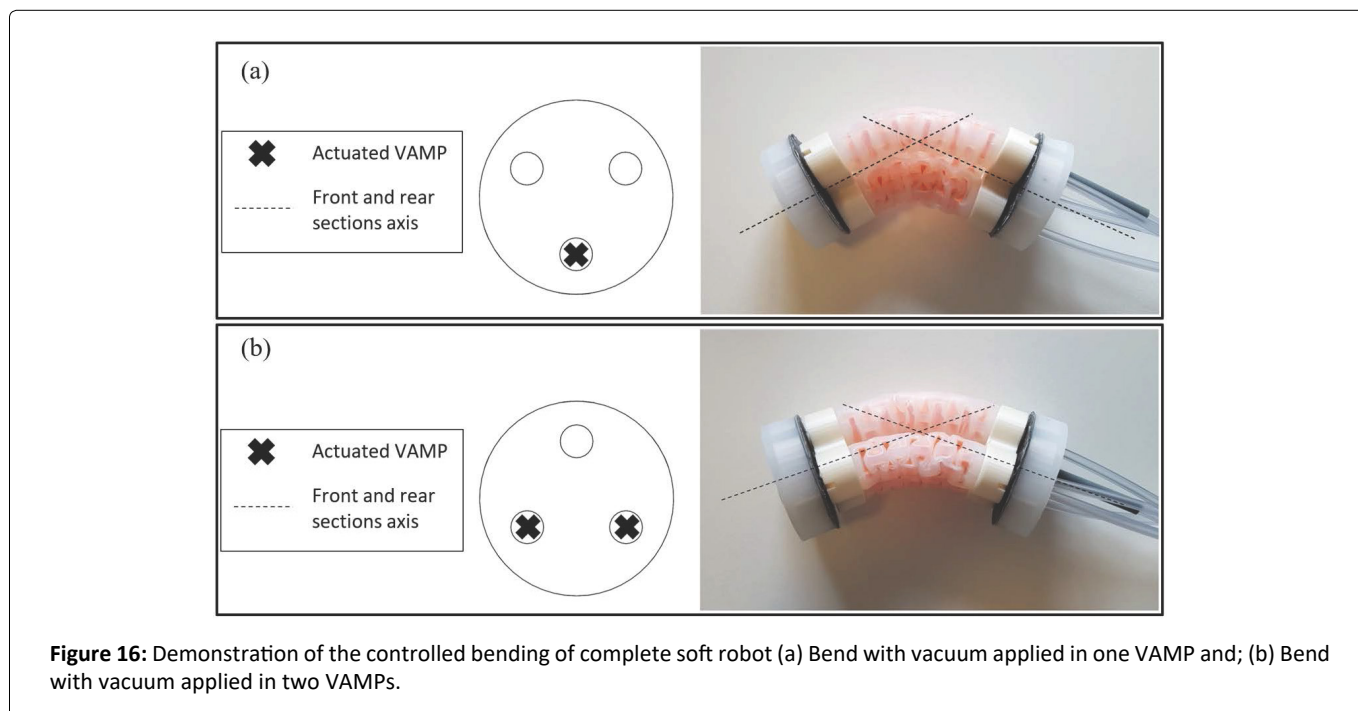 (a)
Actuated VAMP
Front and rear
sections axis
(b)
Actuated VAMP
Front and rear
sections axis
Figure 16: Demonstration of the controlled bending of complete soft robot (a) Bend with vacuum applied in one VAMP and; (b) Bend
with vacuum applied in two VAMPs.